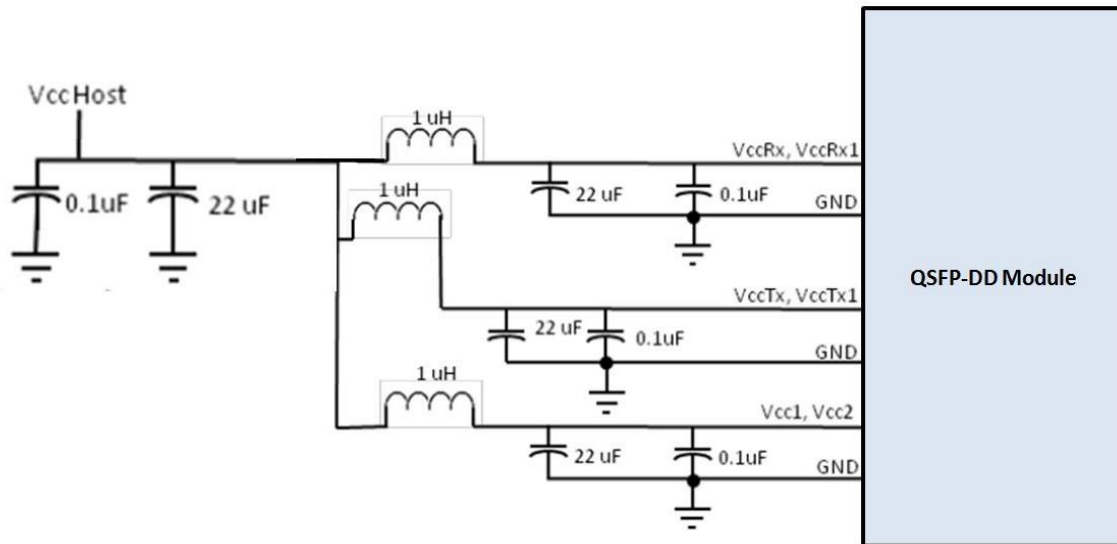 VccHost
0.1uF
22 uF
1 uH
VccRx, VccRx1
22 uF
0.1uF
GND
1 uH
VccTx, VccTx1
22 uF
0.1uF
GND
1 uH
Vcc1, Vcc2
22 uF
0.1uF
GND
QSFP-DD Module